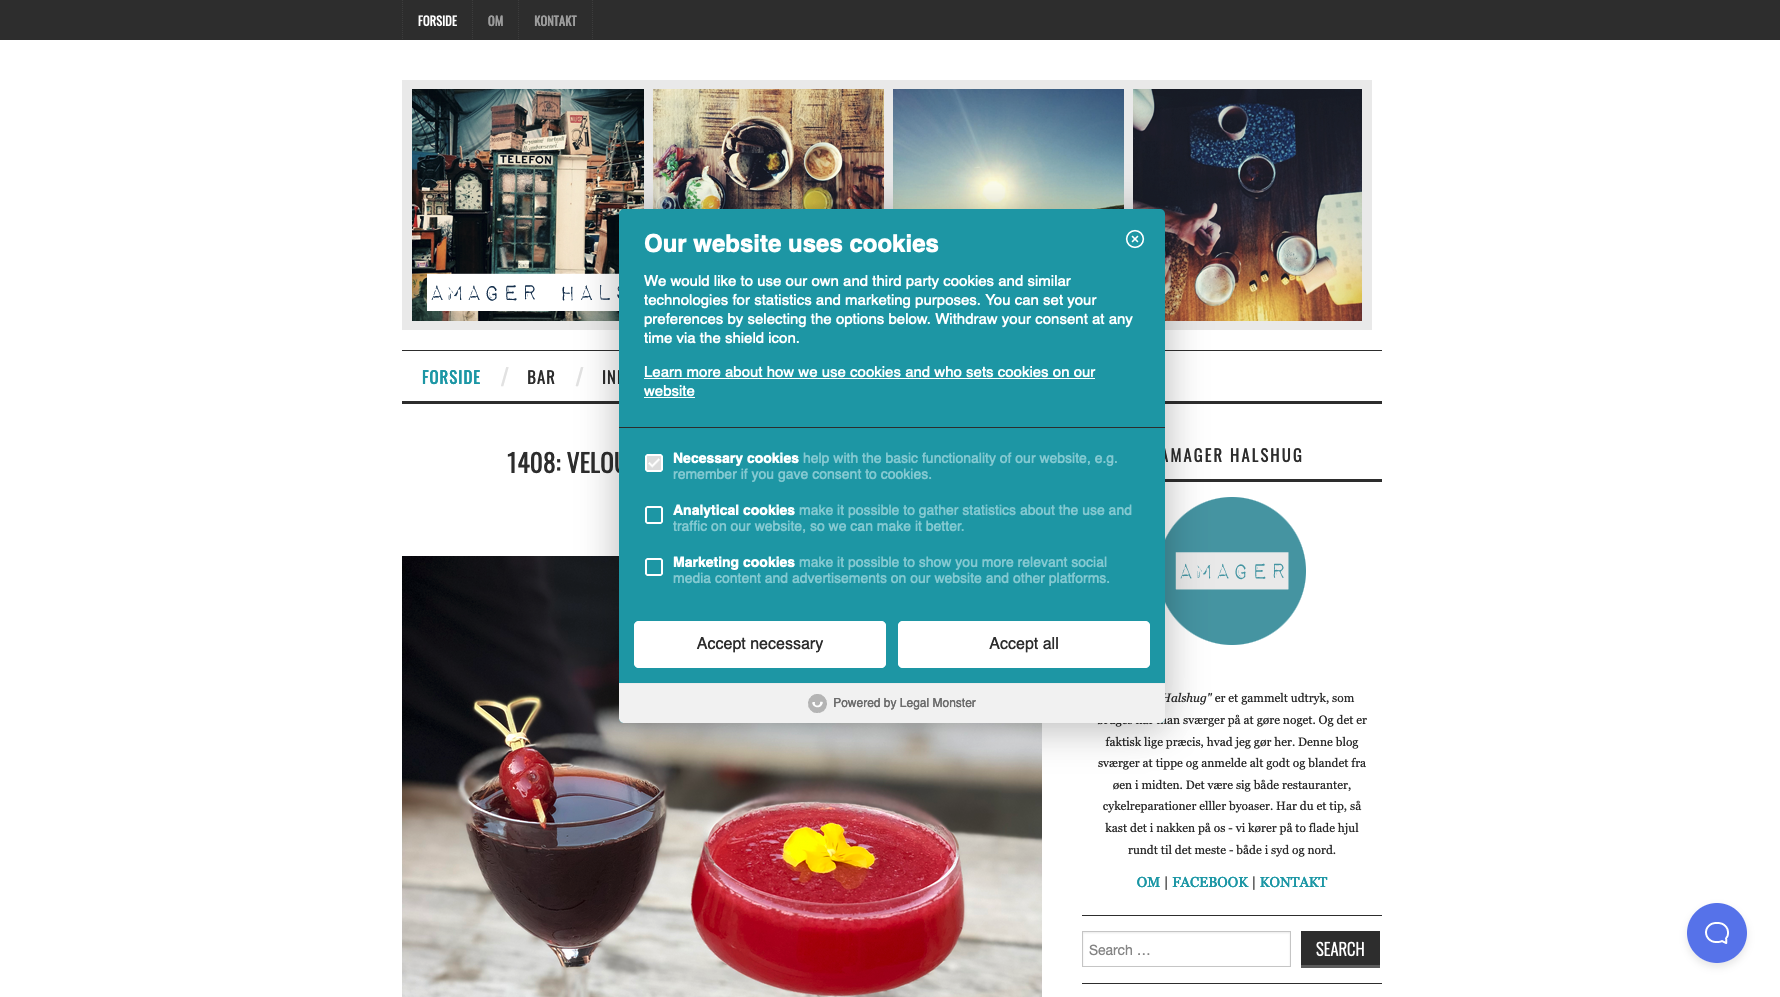 FORSIDE
OM
KONTAKT
TELEFON
AMAGER HALS
FORSIDE / BAR /
Our website uses cookies
We would like to use our own and third party cookies and similar
technologies for statistics and marketing purposes. You can set your
preferences by selecting the options below. Withdraw your consent at any
time via the shield icon.
Learn more about how we use cookies and who sets cookies on our
website
Necessary cookies help with the basic functionality of our website, e.g.
remember if you gave consent to cookies.
Analytical cookies make it possible to gather statistics about the use and
traffic on our website, so we can make it better.
Marketing cookies make it possible to show you more relevant social
media content and advertisements on our website and other platforms.
Accept necessary
Accept all
Powered by Legal Monster
1408: VELOU
AMAGER HALSHUG
AMAGER
Halshug" er et gammelt udtryk, som
man sværger på at gøre noget. Og det er
faktisk lige præcis, hvad jeg gør her. Denne blog
sværger at tippe og anmelde alt godt og blandet fra
øen i midten. Det være sig både restauranter,
cykelreparationer elller byoaser. Har du et tip, så
kast det i nakken på os - vi kører på to flade hjul
rundt til det meste - både i syd og nord.
OM | FACEBOOK | KONTAKT
Search …
SEARCH